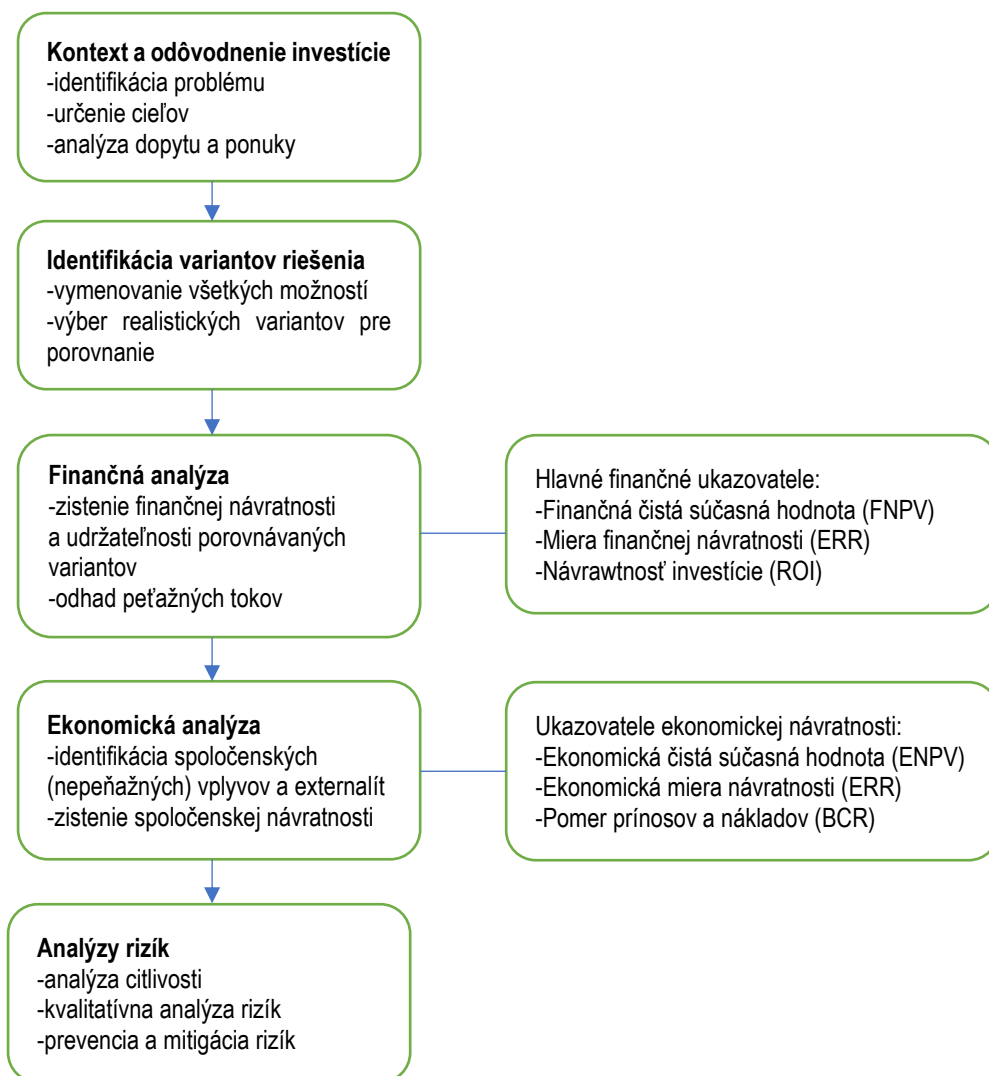 Kontext a odôvodnenie investície
-identifikácia problému
-určenie cieľov
-analýza dopytu a ponuky
Identifikácia variantov riešenia
-vymenovanie všetkých možností
-výber realistických variantov pre
porovnanie
Finančná analýza
-zistenie finančnej návratnosti
a udržateľnosti porovnávaných
variantov
-odhad peťažných tokov
Hlavné finančné ukazovatele:
-Finančná čistá súčasná hodnota (FNPV)
-Miera finančnej návratnosti (ERR)
-Návrawtnosť investície (ROI)
Ekonomická analýza
-identifikácia spoločenských
(nepeňažných) vplyvov a externalít
-zistenie spoločenskej návratnosti
Ukazovatele ekonomickej návratnosti:
-Ekonomická čistá súčasná hodnota (ENPV)
-Ekonomická miera návratnosti (ERR)
-Pomer prínosov a nákladov (BCR)
Analýzy rizík
-analýza citlivosti
-kvalitatívna analýza rizík
-prevencia a mitigácia rizík